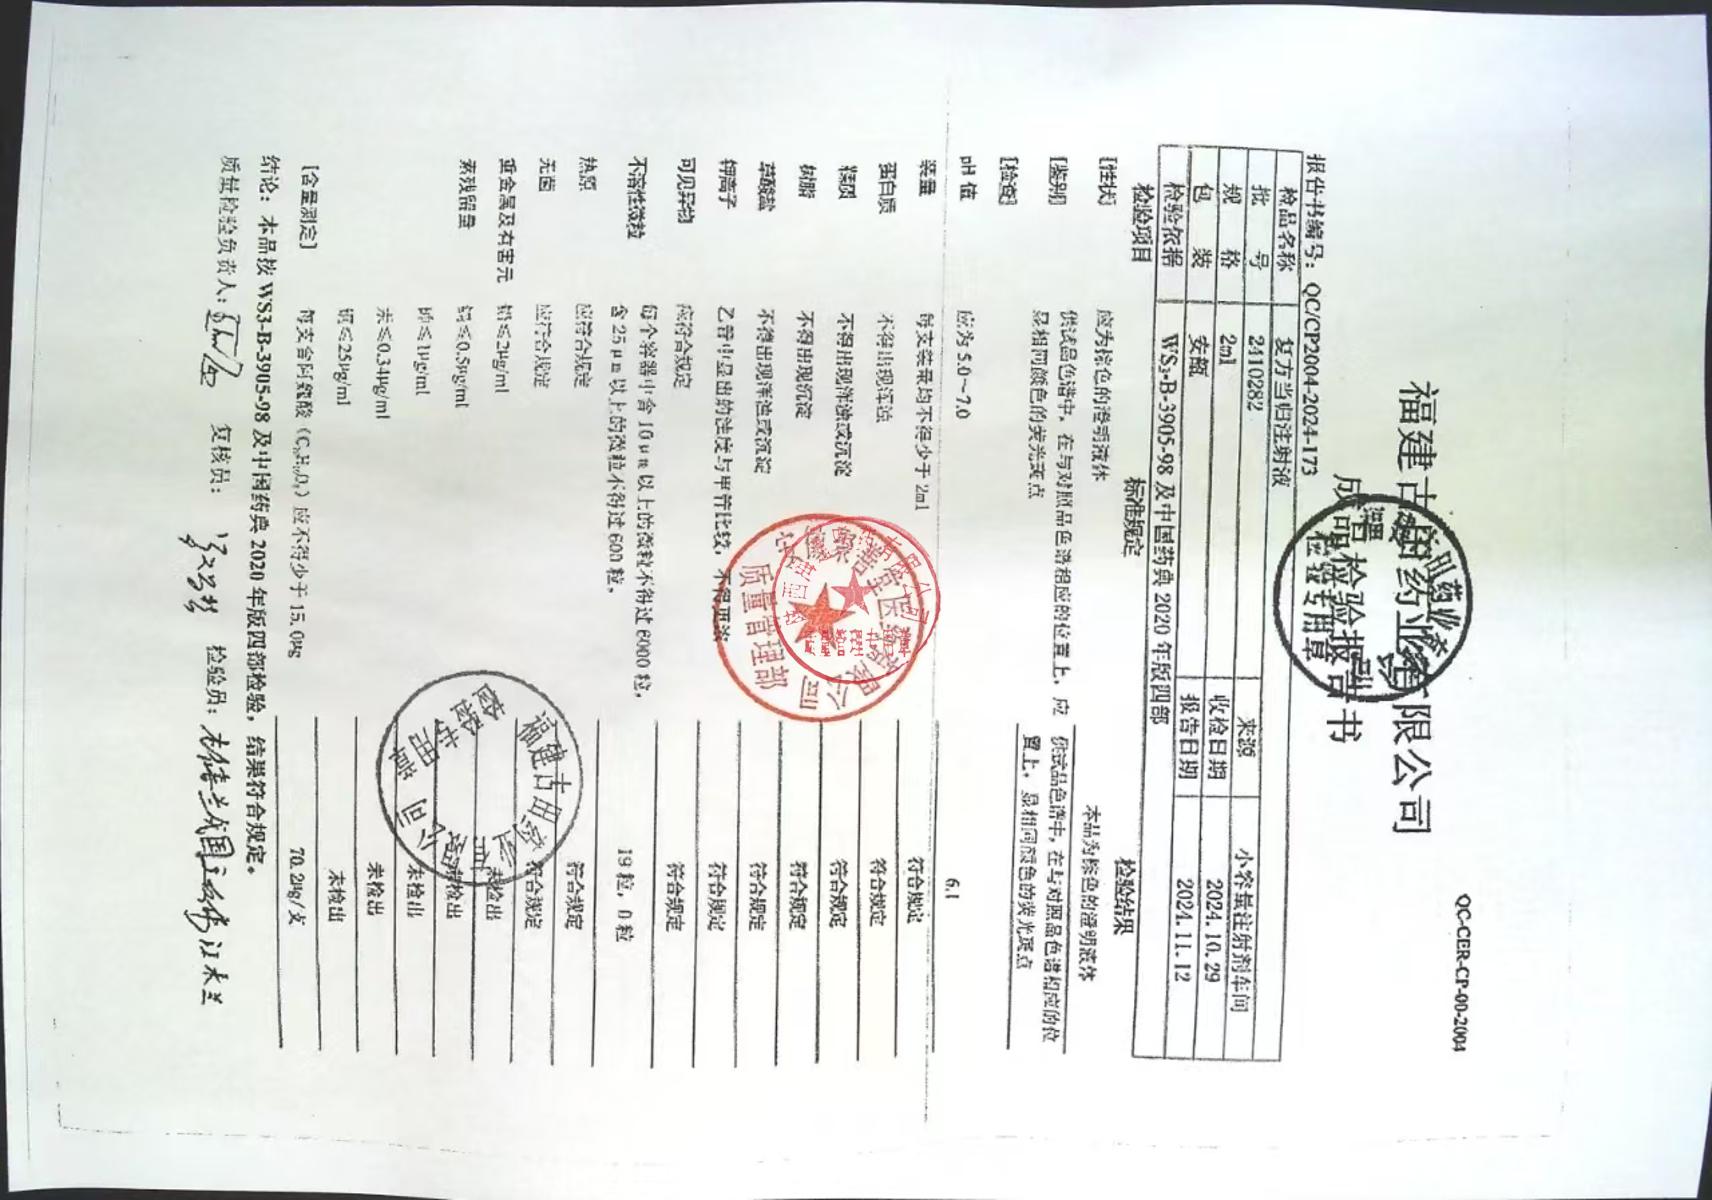 QC-CER-CP-00-2004
福建古田药业有限公司
成品检验报告书
报告书编号：QC/CP2004-2024-173
检品名称 复方当归注射液
批 号 2410282 来源 小容量注射剂车间
规 格 2ml 收检日期 2024.10.29
包 装 安瓿 报告日期 2024.11.12
检验依据 WS₃-B-3905-98 及中国药典 2020 年版四部
检验项目 标准规定 检验结果
[性状] 应为棕色的澄明液体 本品为棕色的澄明液体
[鉴别] 供试品色谱中，在与对照品色谱相应的位置上，应 供试品色谱中，在与对照品色谱相应的位
显相同颜色的荧光斑点 置上，显相同颜色的荧光斑点
[检查]
pH 值 应为 5.0～7.0 6.1
装量 每支装量均不得少于 2ml 符合规定
蛋白质 不得出现浑浊 符合规定
鞣质 不得出现浑浊或沉淀 符合规定
树脂 不得出现沉淀 符合规定
草酸盐 不得出现浑浊或沉淀 符合规定
钾离子 乙管中显出的浊度与甲管比较，不得更浓 符合规定
可见异物 应符合规定 符合规定
不溶性微粒 每个容器中含 10μm 以上的微粒不得过 6000 粒，
含 25μm 以上的微粒不得过 600 粒。 19 粒，0 粒
热原 应符合规定 符合规定
无菌 应符合规定 符合规定
重金属及有害元 铅≤2μg/ml 未检出
素残留量 镉≤0.5μg/ml 未检出
砷≤1μg/ml 未检出
汞≤0.34μg/ml 未检出
铜≤25μg/ml 未检出
[含量测定] 每支含阿魏酸（C₁₀H₁₀O₄）应不得少于 15.0μg 70.2μg/支
结论：本品按 WS3-B-3905-98 及中国药典 2020 年版四部检验，结果符合规定。
质量检验负责人： 复核员： 检验员：
质量管理部
检验专用章
检验专用章